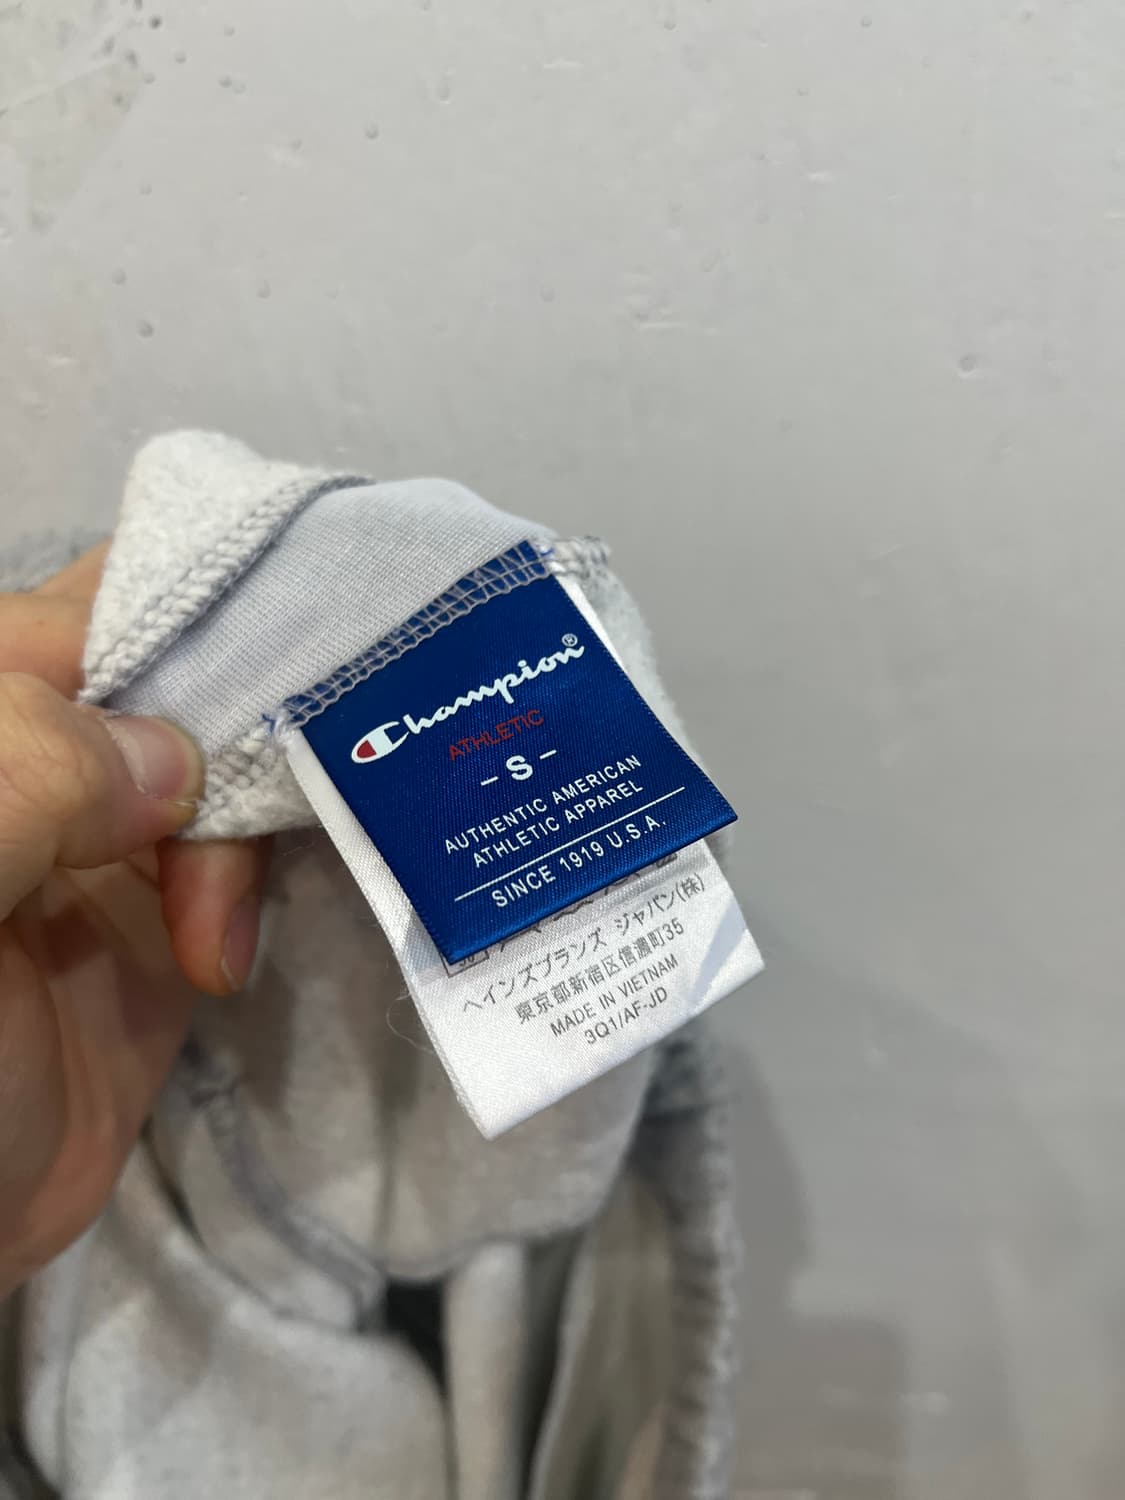 Champion®
ATHLETIC
- S -
AUTHENTIC AMERICAN
ATHLETIC APPAREL
SINCE 1919 U.S.A.
ヘインズブランズ ジャパン(株)
東京都新宿区信濃町35
MADE IN VIETNAM
3Q1/AF-JD